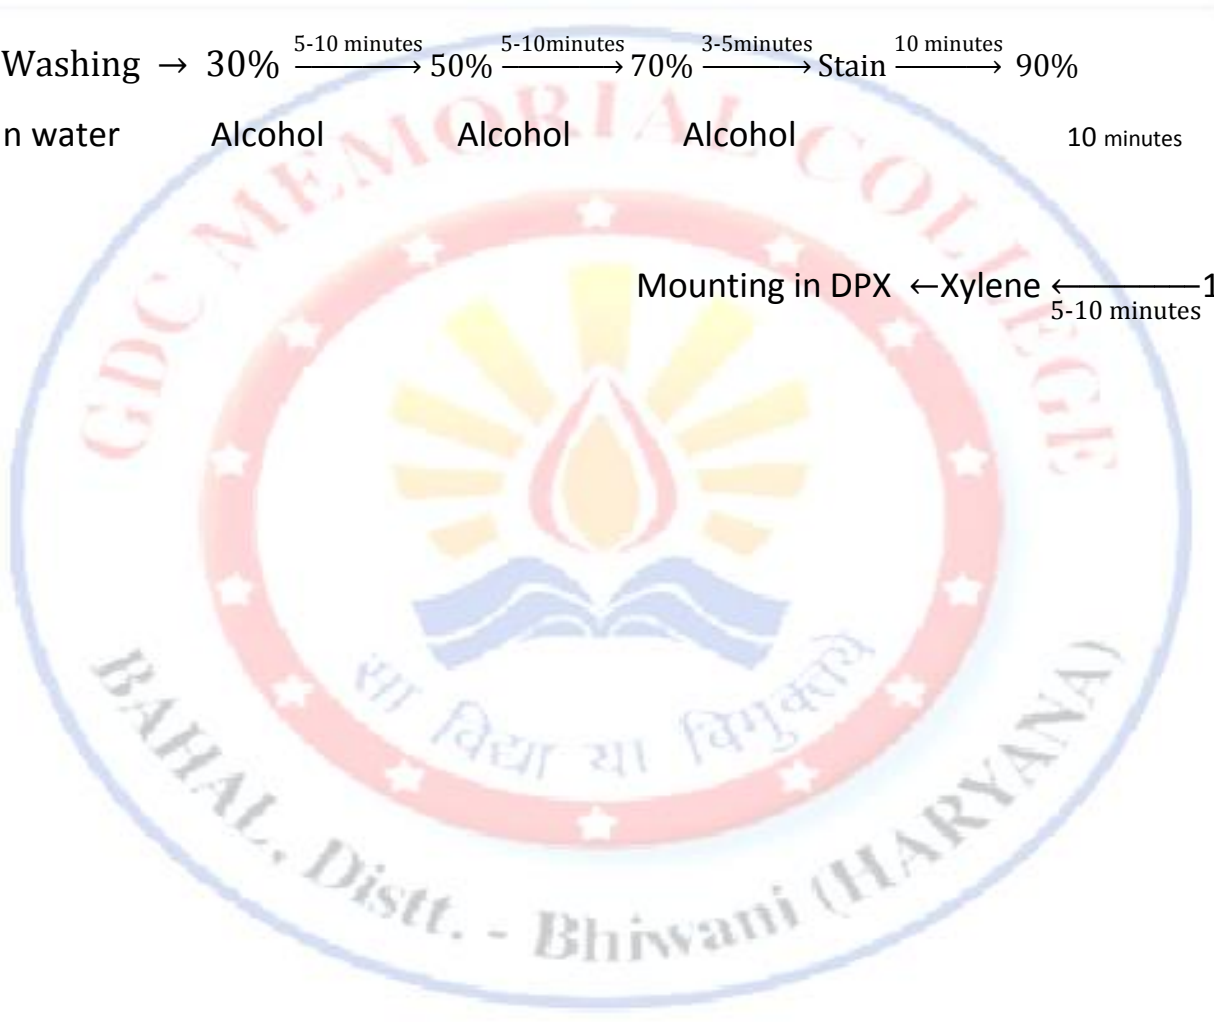 Washing → 30% 5-10 minutes → 50% 5-10minutes → 70% 3-5minutes → Stain 10 minutes → 90%
n water Alcohol Alcohol Alcohol 10 minutes
Mounting in DPX ←Xylene ← 5-10 minutes 1
GDC MEMORIAL COLLEGE
सा विद्या या विमुक्तये
BAHAL, Distt. - Bhiwani (HARYANA)